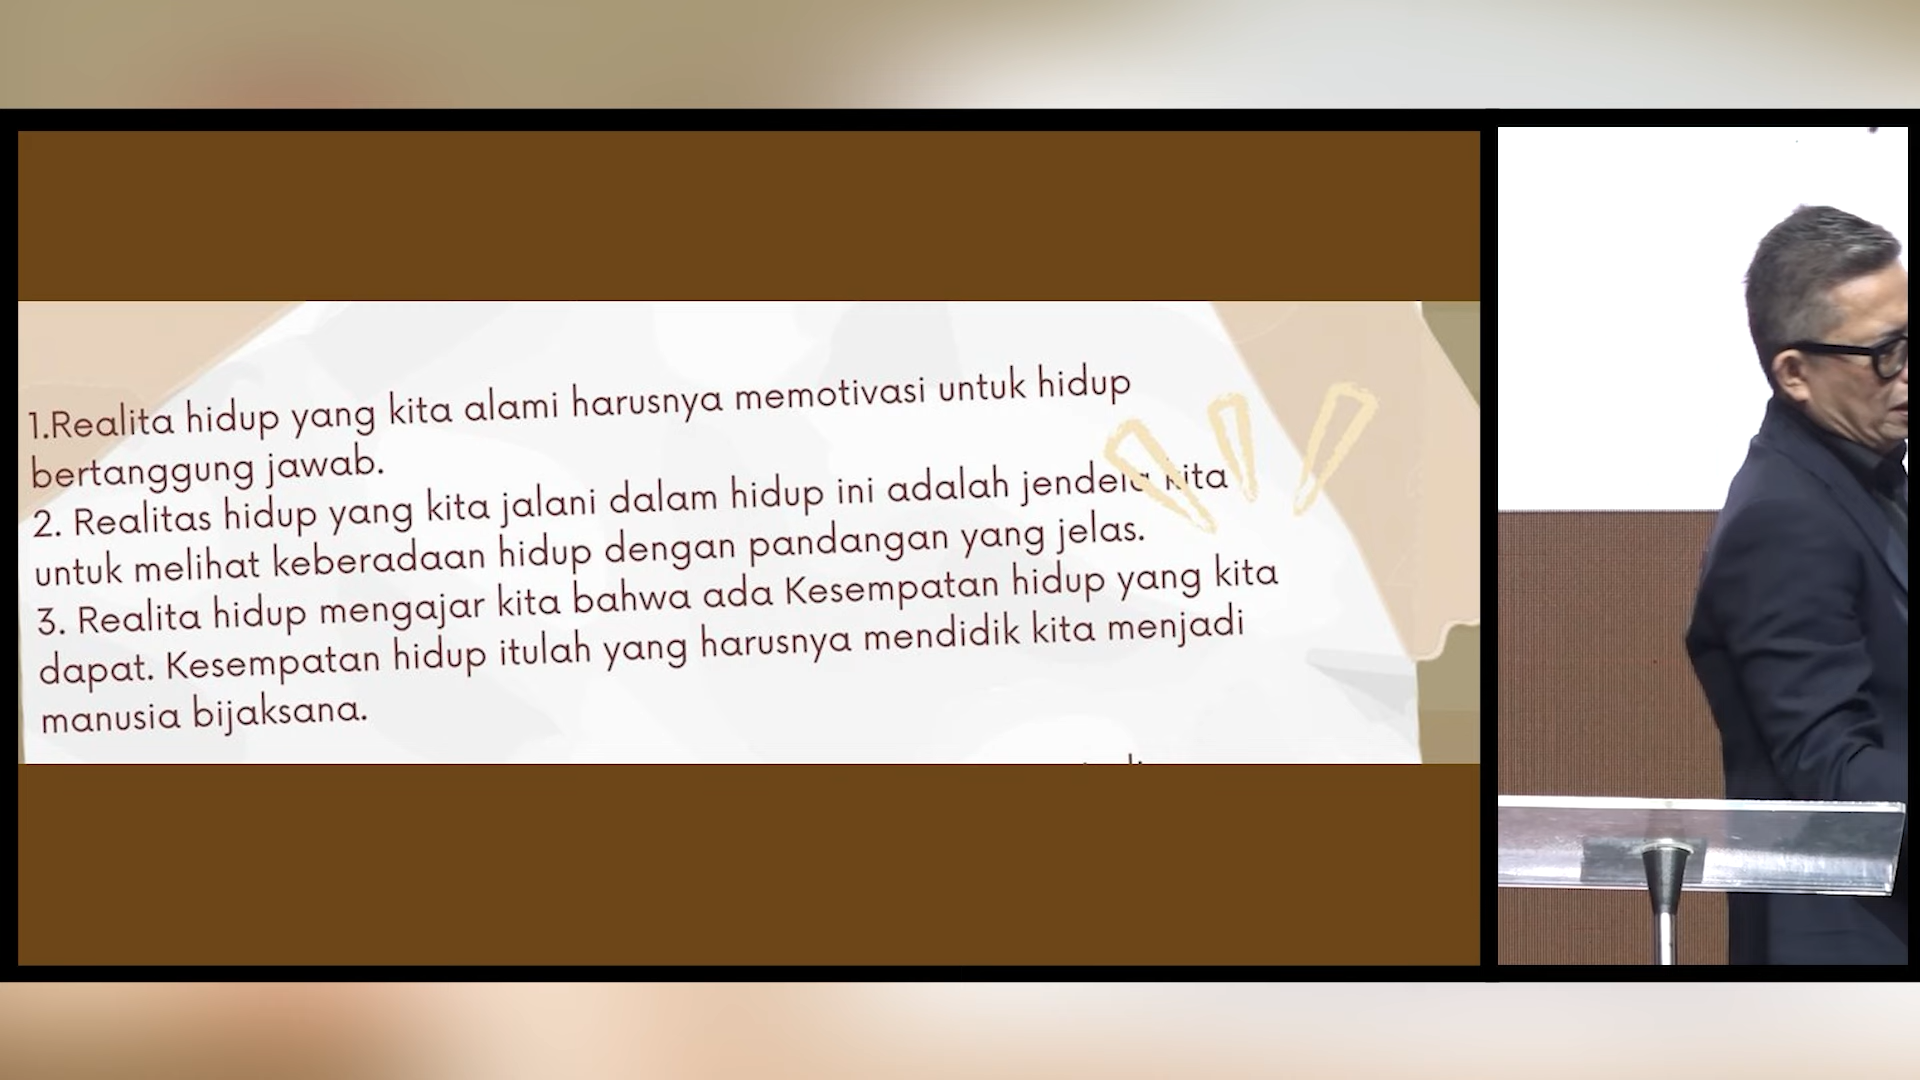 1.Realita hidup yang kita alami harusnya memotivasi untuk hidup
bertanggung jawab.
2. Realitas hidup yang kita jalani dalam hidup ini adalah jendela kita
untuk melihat keberadaan hidup dengan pandangan yang jelas.
3. Realita hidup mengajar kita bahwa ada Kesempatan hidup yang kita
dapat. Kesempatan hidup itulah yang harusnya mendidik kita menjadi
manusia bijaksana.